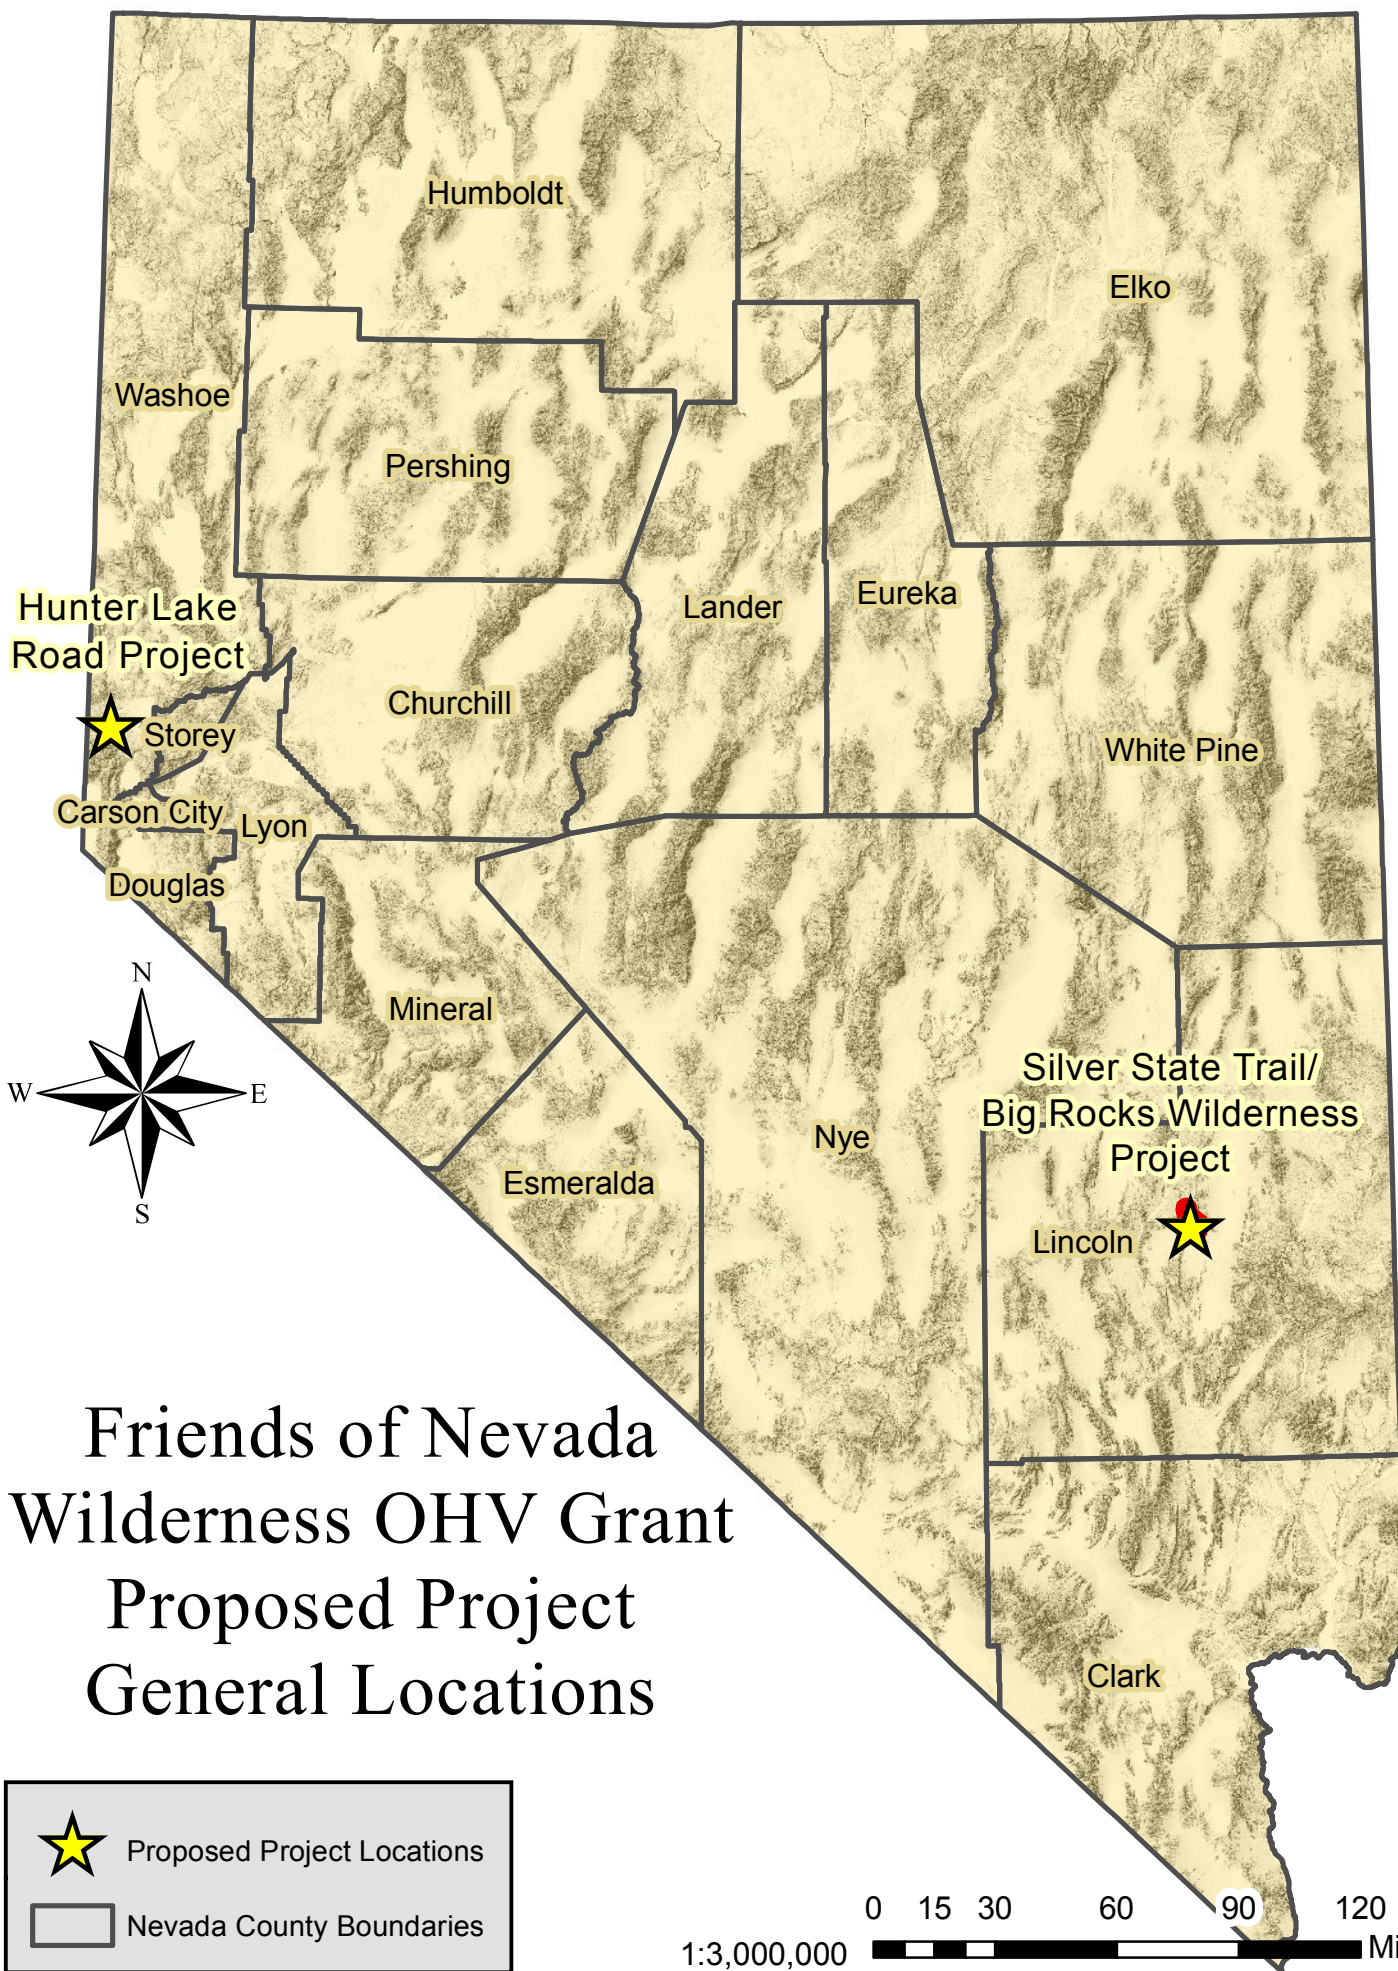 Humboldt
Elko
Washoe
Pershing
Hunter Lake
Road Project
Lander
Eureka
Churchill
Storey
White Pine
Carson City
Lyon
Douglas
N
W
E
S
Mineral
Silver State Trail/
Big Rocks Wilderness
Project
Nye
Esmeralda
Lincoln
Friends of Nevada
Wilderness OHV Grant
Proposed Project
General Locations
Clark
Proposed Project Locations
Nevada County Boundaries
0 15 30 60 90 120
1:3,000,000 Mi